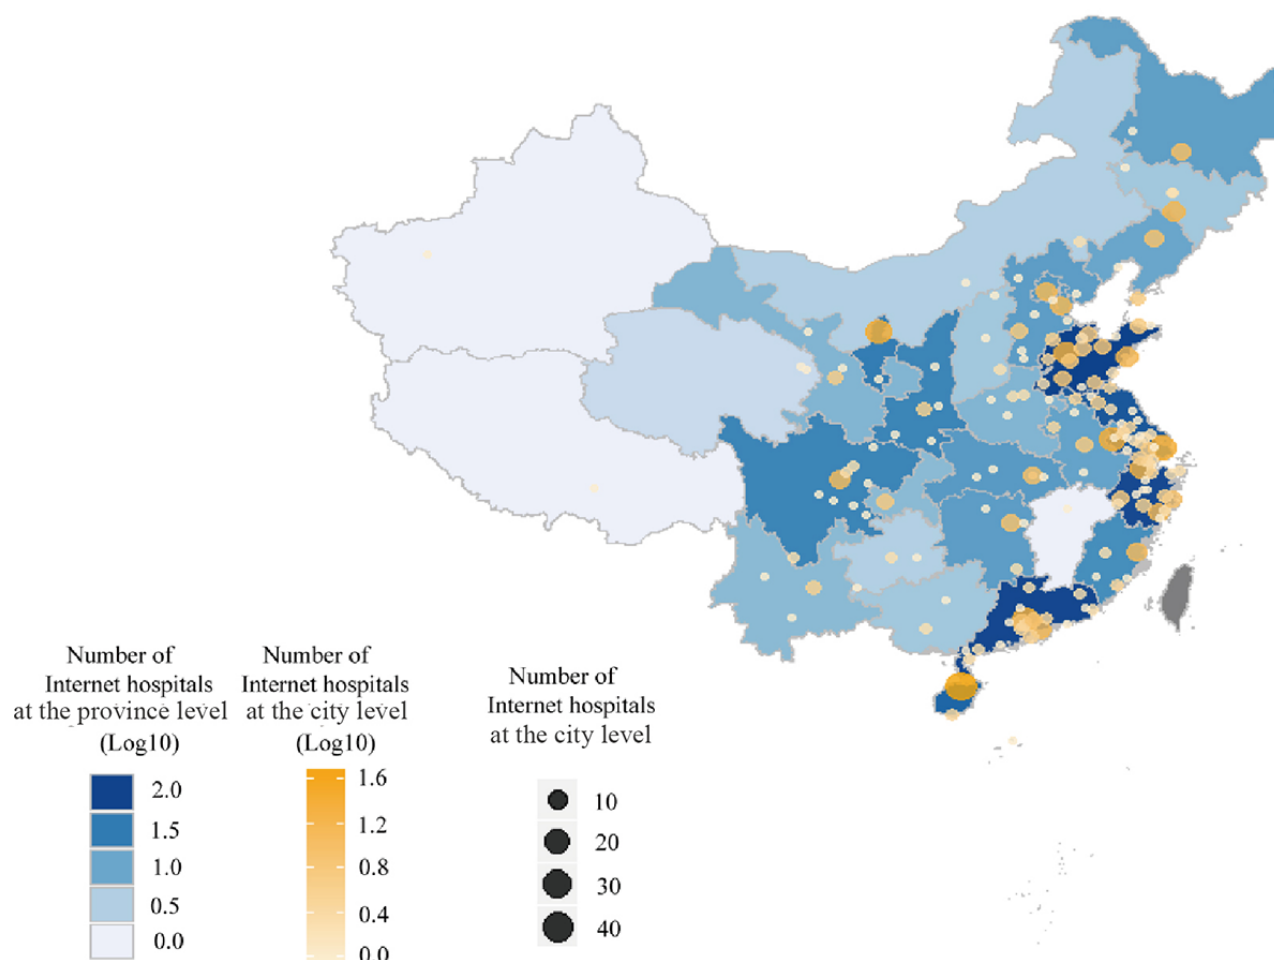 Number of
Internet hospitals
at the province level
(Log10)
2.0
1.5
1.0
0.5
0.0
Number of
Internet hospitals
at the city level
(Log10)
1.6
1.2
0.8
0.4
0.0
Number of
Internet hospitals
at the city level
10
20
30
40